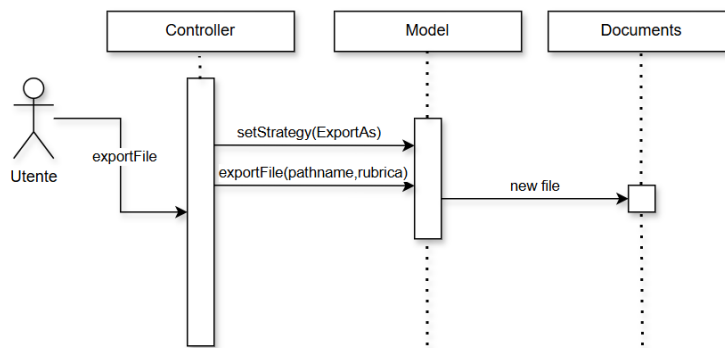 Controller
Model
Documents
setStrategy(ExportAs)
exportFile
exportFile(pathname,rubrica)
Utente
new file